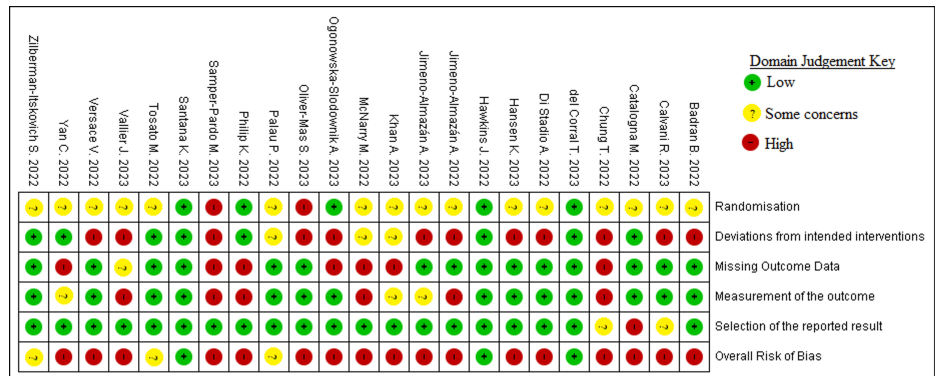 Zilberman-Itskovich S. 2022
Yan C. 2022
Versace V. 2022
Vallier J. 2023
Tosato M. 2022
Santana K. 2023
Samper-Pardo M. 2023
Philip K. 2022
Palau P. 2022
Oliver-Mas S. 2023
Ogonowska-Slodownik A. 2023
McNarry M. 2022
Khan A. 2023
Jimeno-Almazán A. 2023
Jimeno-Almazán A. 2022
Hawkins J. 2022
Hansen K. 2023
Di Stadio A. 2022
del Corral T. 2023
Chung T. 2022
Catalogna M. 2022
Calvani R. 2023
Badran B. 2022
Domain Judgement Key
+ Low
? Some concerns
- High
Randomisation
Deviations from intended interventions
Missing Outcome Data
Measurement of the outcome
Selection of the reported result
Overall Risk of Bias